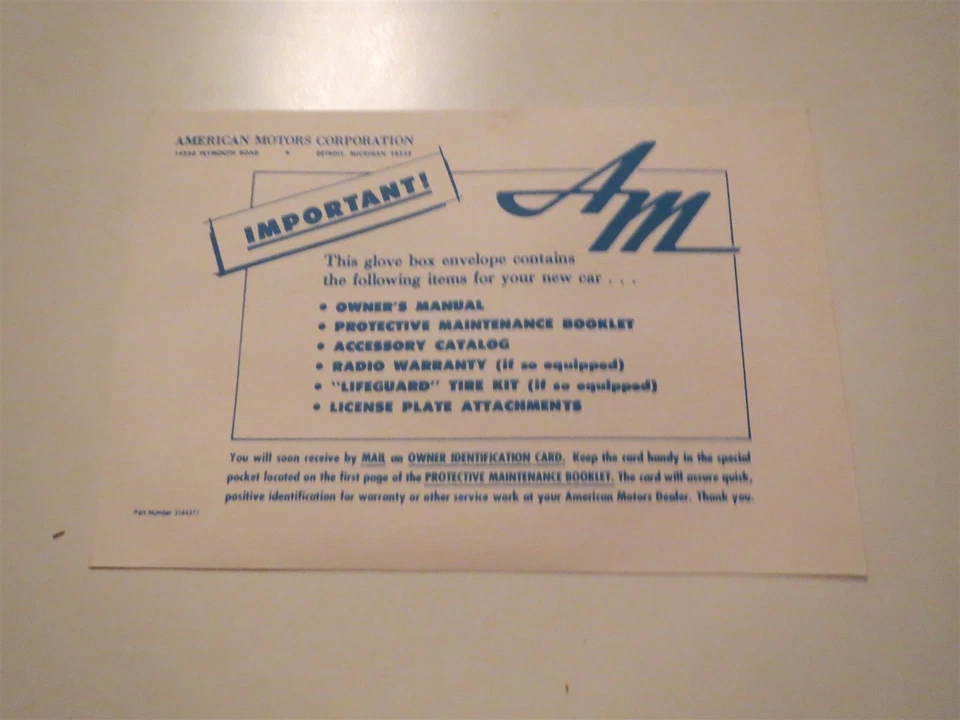 AMERICAN MOTORS CORPORATION
14250 PLYMOUTH ROAD • DETROIT, MICHIGAN 48232
IMPORTANT!
AM
This glove box envelope contains
the following items for your new car . . .
• OWNER'S MANUAL
• PROTECTIVE MAINTENANCE BOOKLET
• ACCESSORY CATALOG
• RADIO WARRANTY (if so equipped)
• "LIFEGUARD" TIRE KIT (if so equipped)
• LICENSE PLATE ATTACHMENTS
You will soon receive by MAIL an OWNER IDENTIFICATION CARD. Keep the card handy in the special
pocket located on the first page of the PROTECTIVE MAINTENANCE BOOKLET. The card will assure quick,
positive identification for warranty or other service work at your American Motors Dealer. Thank you.
Part Number